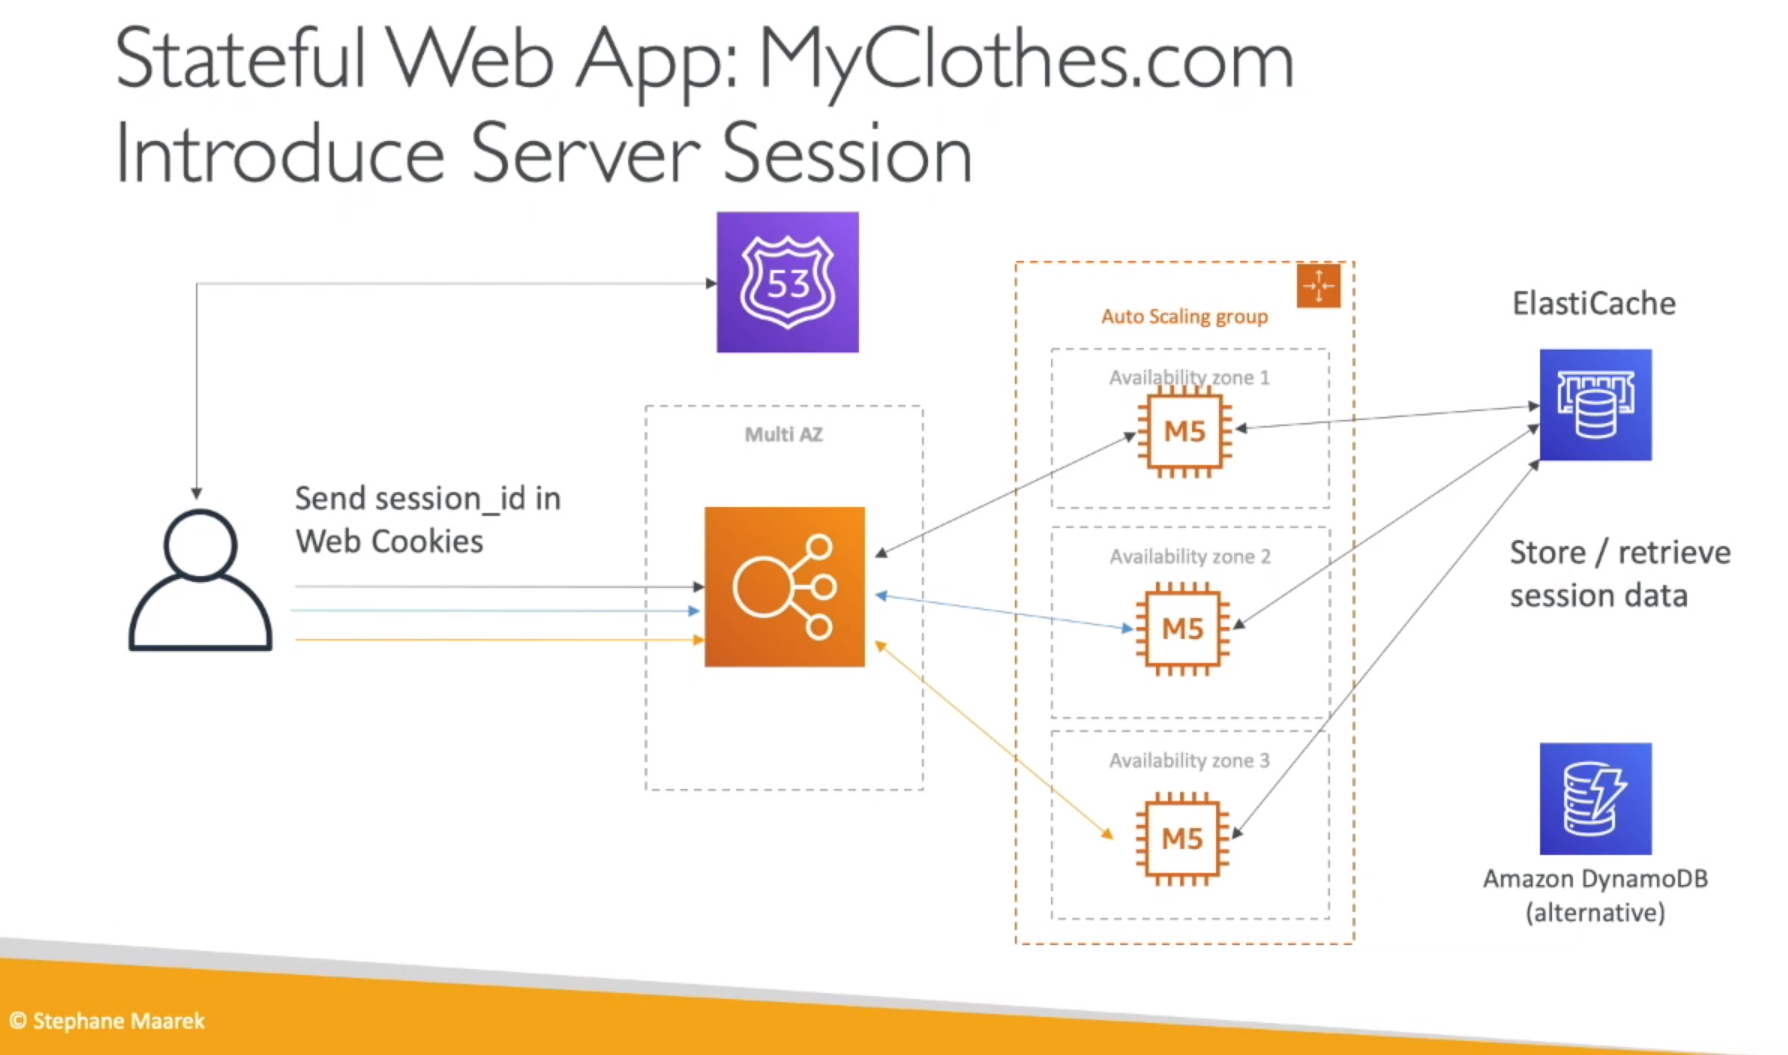 Stateful Web App: MyClothes.com
Introduce Server Session
53
Auto Scaling group
ElastiCache
Availability zone 1
M5
Multi AZ
Send session_id in
Web Cookies
Availability zone 2
M5
Store / retrieve
session data
Availability zone 3
M5
Amazon DynamoDB
(alternative)
© Stephane Maarek